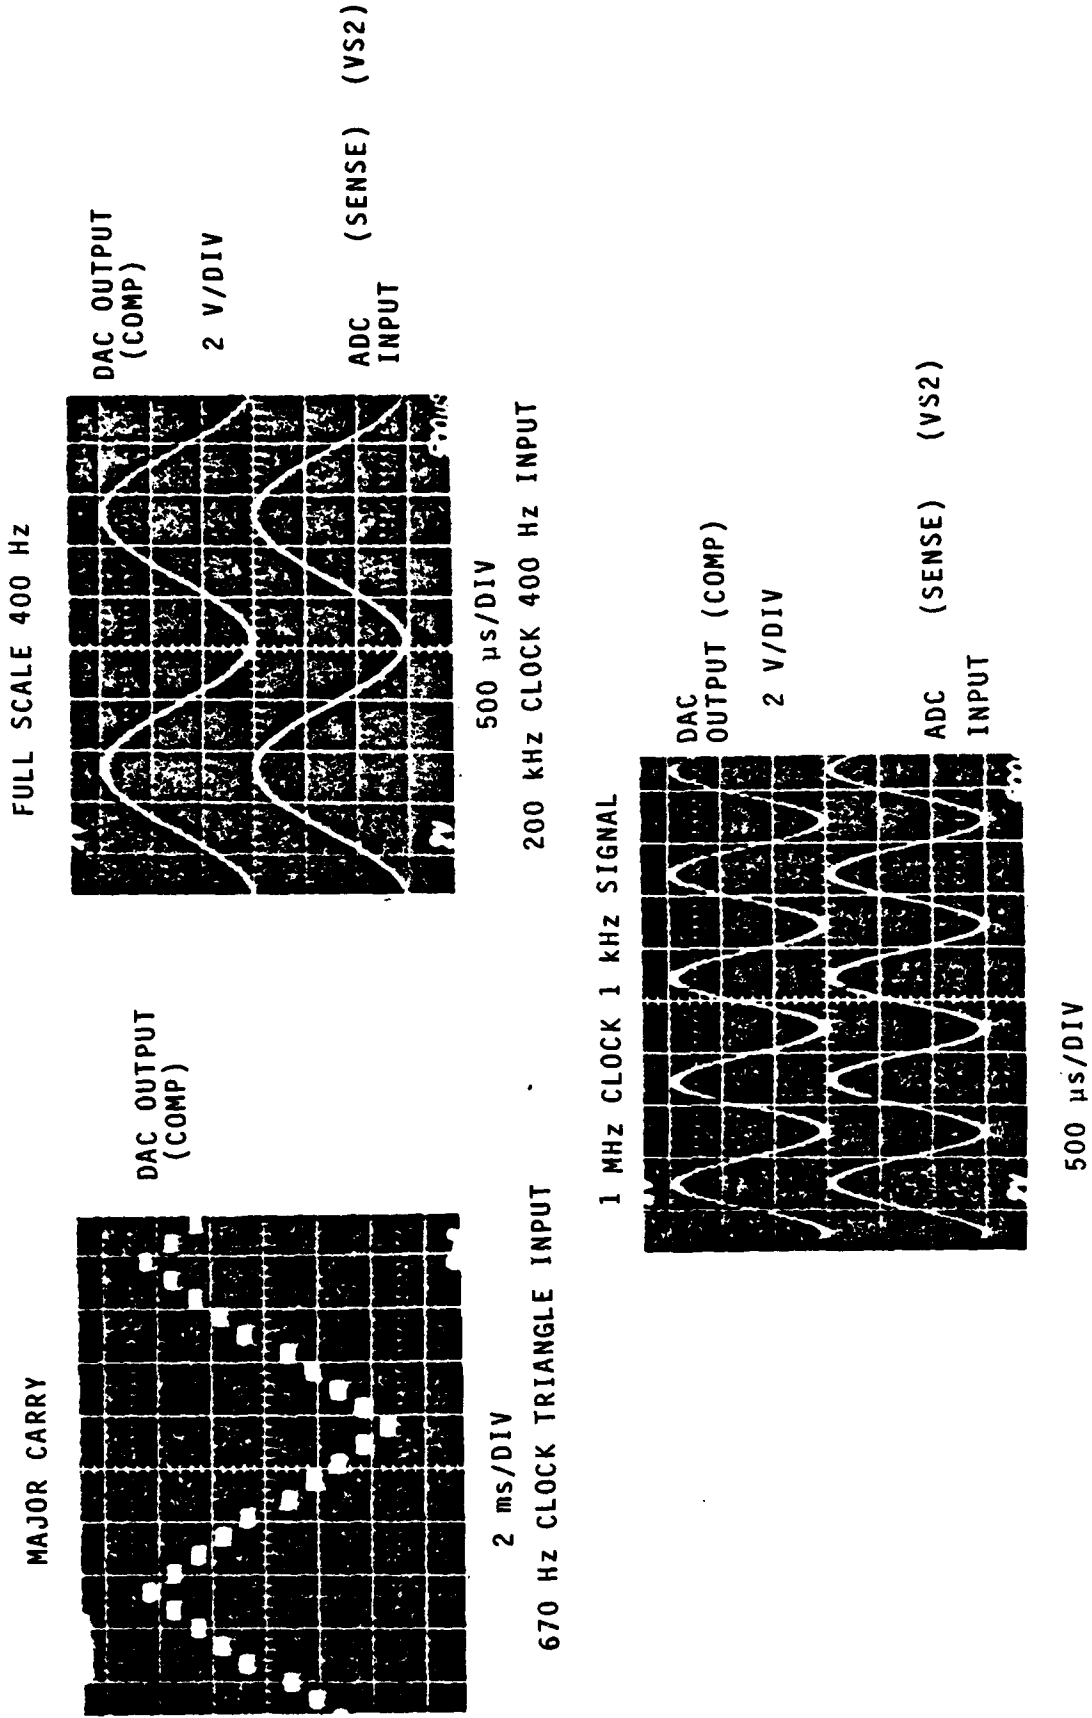 MAJOR CARRY
DAC OUTPUT
(COMP)
2 ms/DIV
670 Hz CLOCK TRIANGLE INPUT
FULL SCALE 400 Hz
DAC OUTPUT
(COMP)
2 V/DIV
ADC (SENSE) (VS2)
INPUT
500 µs/DIV
200 kHz CLOCK 400 Hz INPUT
1 MHz CLOCK 1 kHz SIGNAL
DAC
OUTPUT (COMP)
2 V/DIV
ADC (SENSE) (VS2)
INPUT
500 µs/DIV